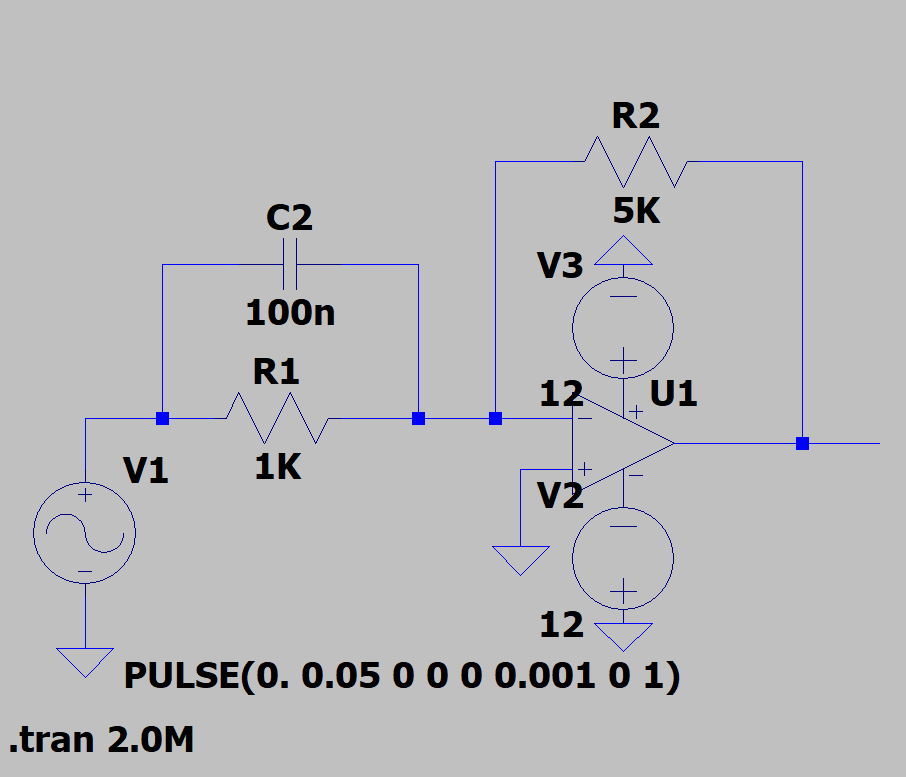 R2
5K
C2
100n
V3
R1
12
U1
1K
V1
V2
12
PULSE(0. 0.05 0 0 0 0.001 0 1)
.tran 2.0M